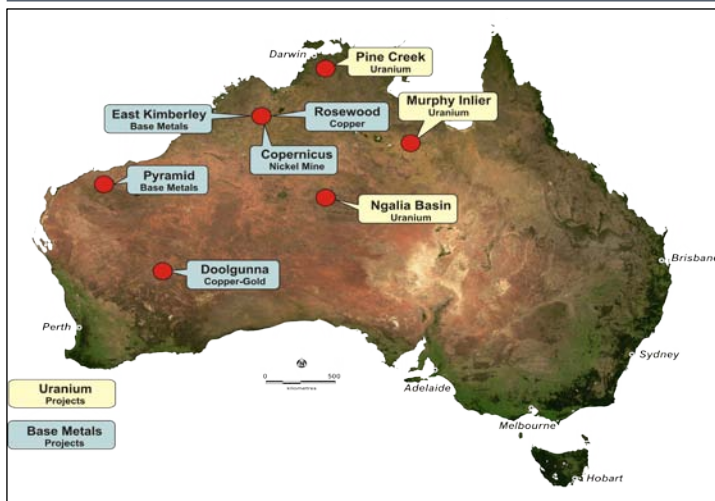 Darwin
Pine Creek
Uranium
East Kimberley
Base Metals
Rosewood
Copper
Murphy Inlier
Uranium
Copernicus
Nickel Mine
Pyramid
Base Metals
Ngalia Basin
Uranium
Doolgunna
Copper-Gold
Brisbane
Perth
Sydney
0
500
kilometres
Adelaide
Uranium
Projects
Melbourne
Base Metals
Projects
Hobart